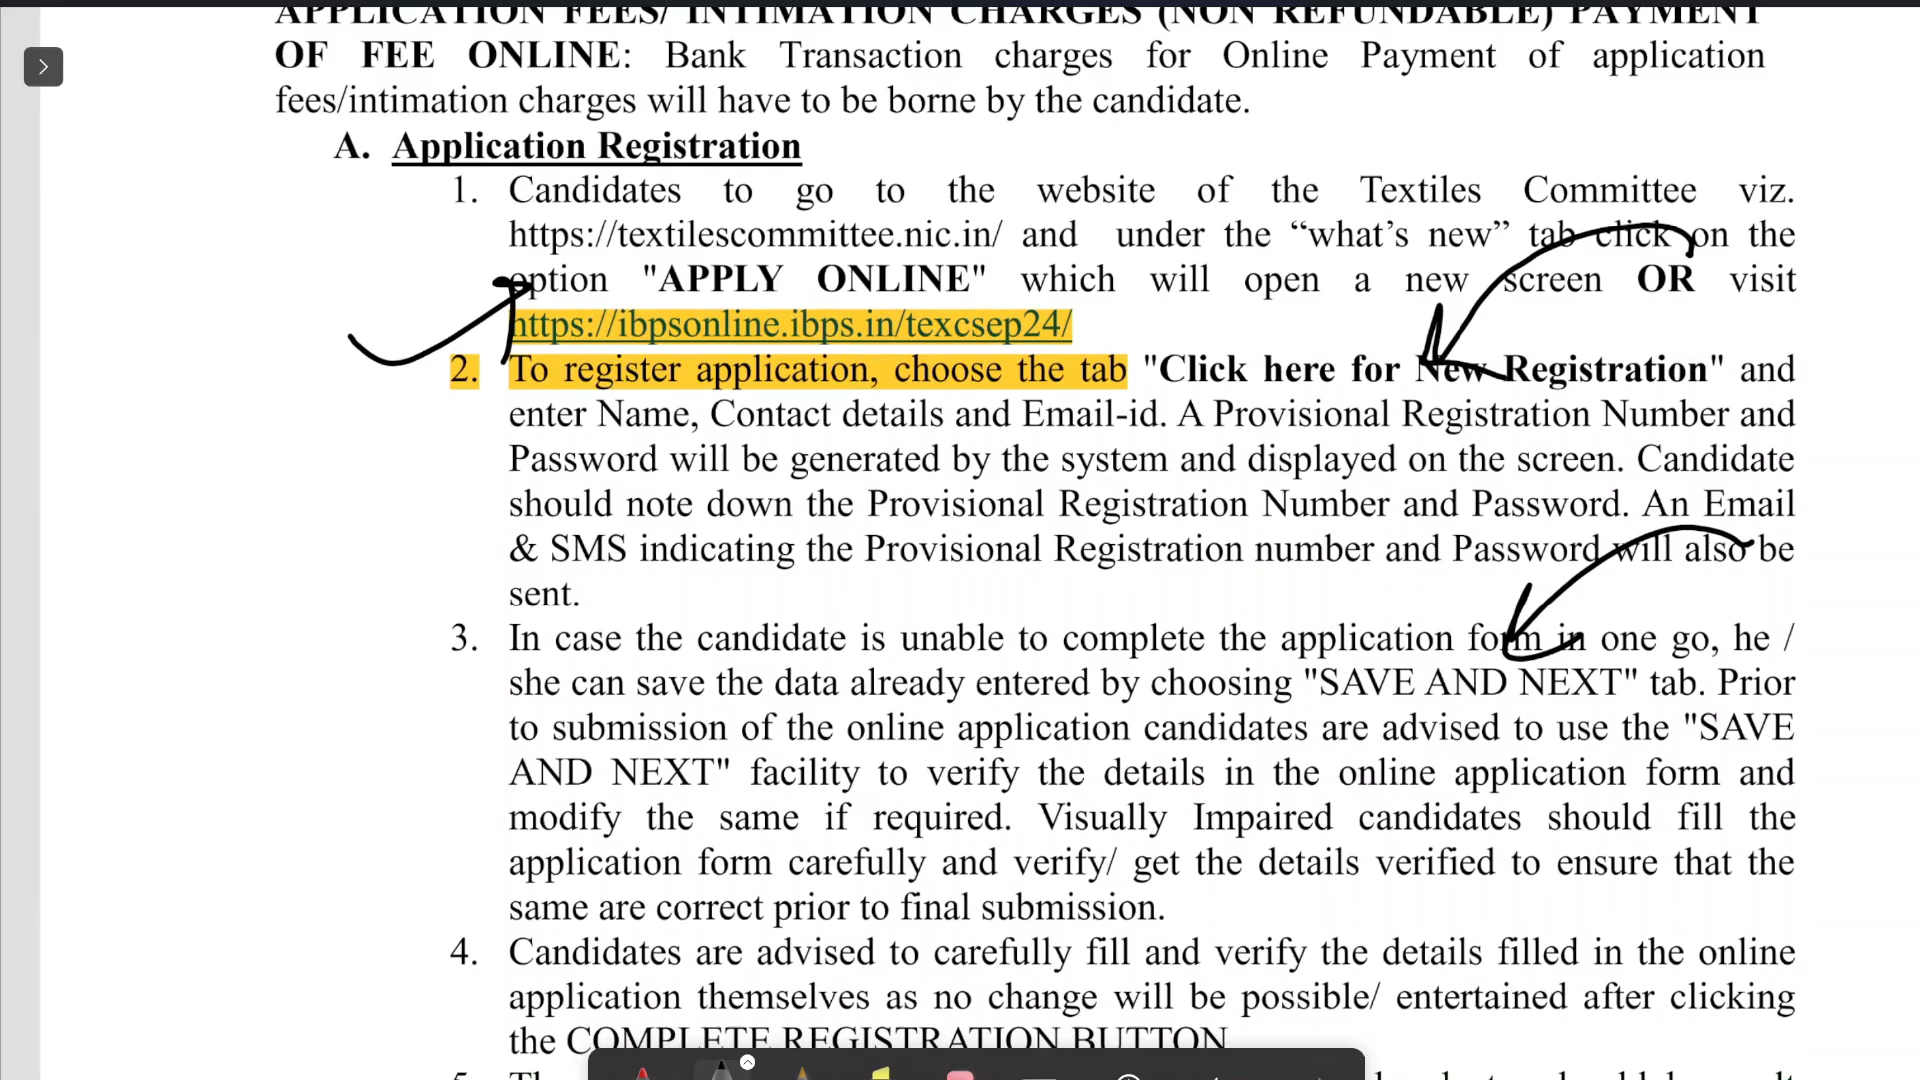 APPLICATION FEES/ INTIMATION CHARGES (NON REFUNDABLE) PAYMENT
OF FEE ONLINE: Bank Transaction charges for Online Payment of application
fees/intimation charges will have to be borne by the candidate.
A. Application Registration
1. Candidates to go to the website of the Textiles Committee viz.
https://textilescommittee.nic.in/ and under the “what’s new” tab click on the
option "APPLY ONLINE" which will open a new screen OR visit
https://ibpsonline.ibps.in/texcsep24/
2. To register application, choose the tab "Click here for New Registration" and
enter Name, Contact details and Email-id. A Provisional Registration Number and
Password will be generated by the system and displayed on the screen. Candidate
should note down the Provisional Registration Number and Password. An Email
& SMS indicating the Provisional Registration number and Password will also be
sent.
3. In case the candidate is unable to complete the application form in one go, he /
she can save the data already entered by choosing "SAVE AND NEXT" tab. Prior
to submission of the online application candidates are advised to use the "SAVE
AND NEXT" facility to verify the details in the online application form and
modify the same if required. Visually Impaired candidates should fill the
application form carefully and verify/ get the details verified to ensure that the
same are correct prior to final submission.
4. Candidates are advised to carefully fill and verify the details filled in the online
application themselves as no change will be possible/ entertained after clicking
the COMPLETE REGISTRATION BUTTON